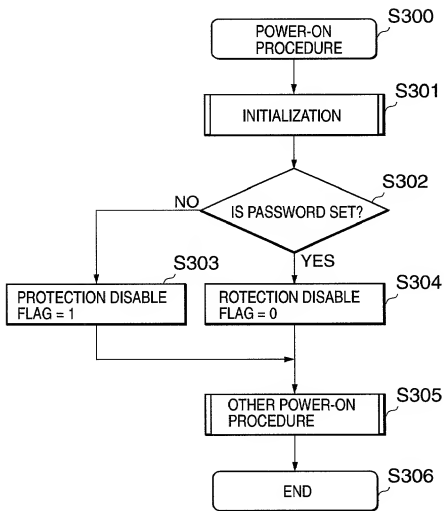 S300
POWER-ON
PROCEDURE
S301
INITIALIZATION
S302
NO
IS PASSWORD SET?
YES
S303
PROTECTION DISABLE
FLAG = 1
S304
ROTECTION DISABLE
FLAG = 0
S305
OTHER POWER-ON
PROCEDURE
S306
END